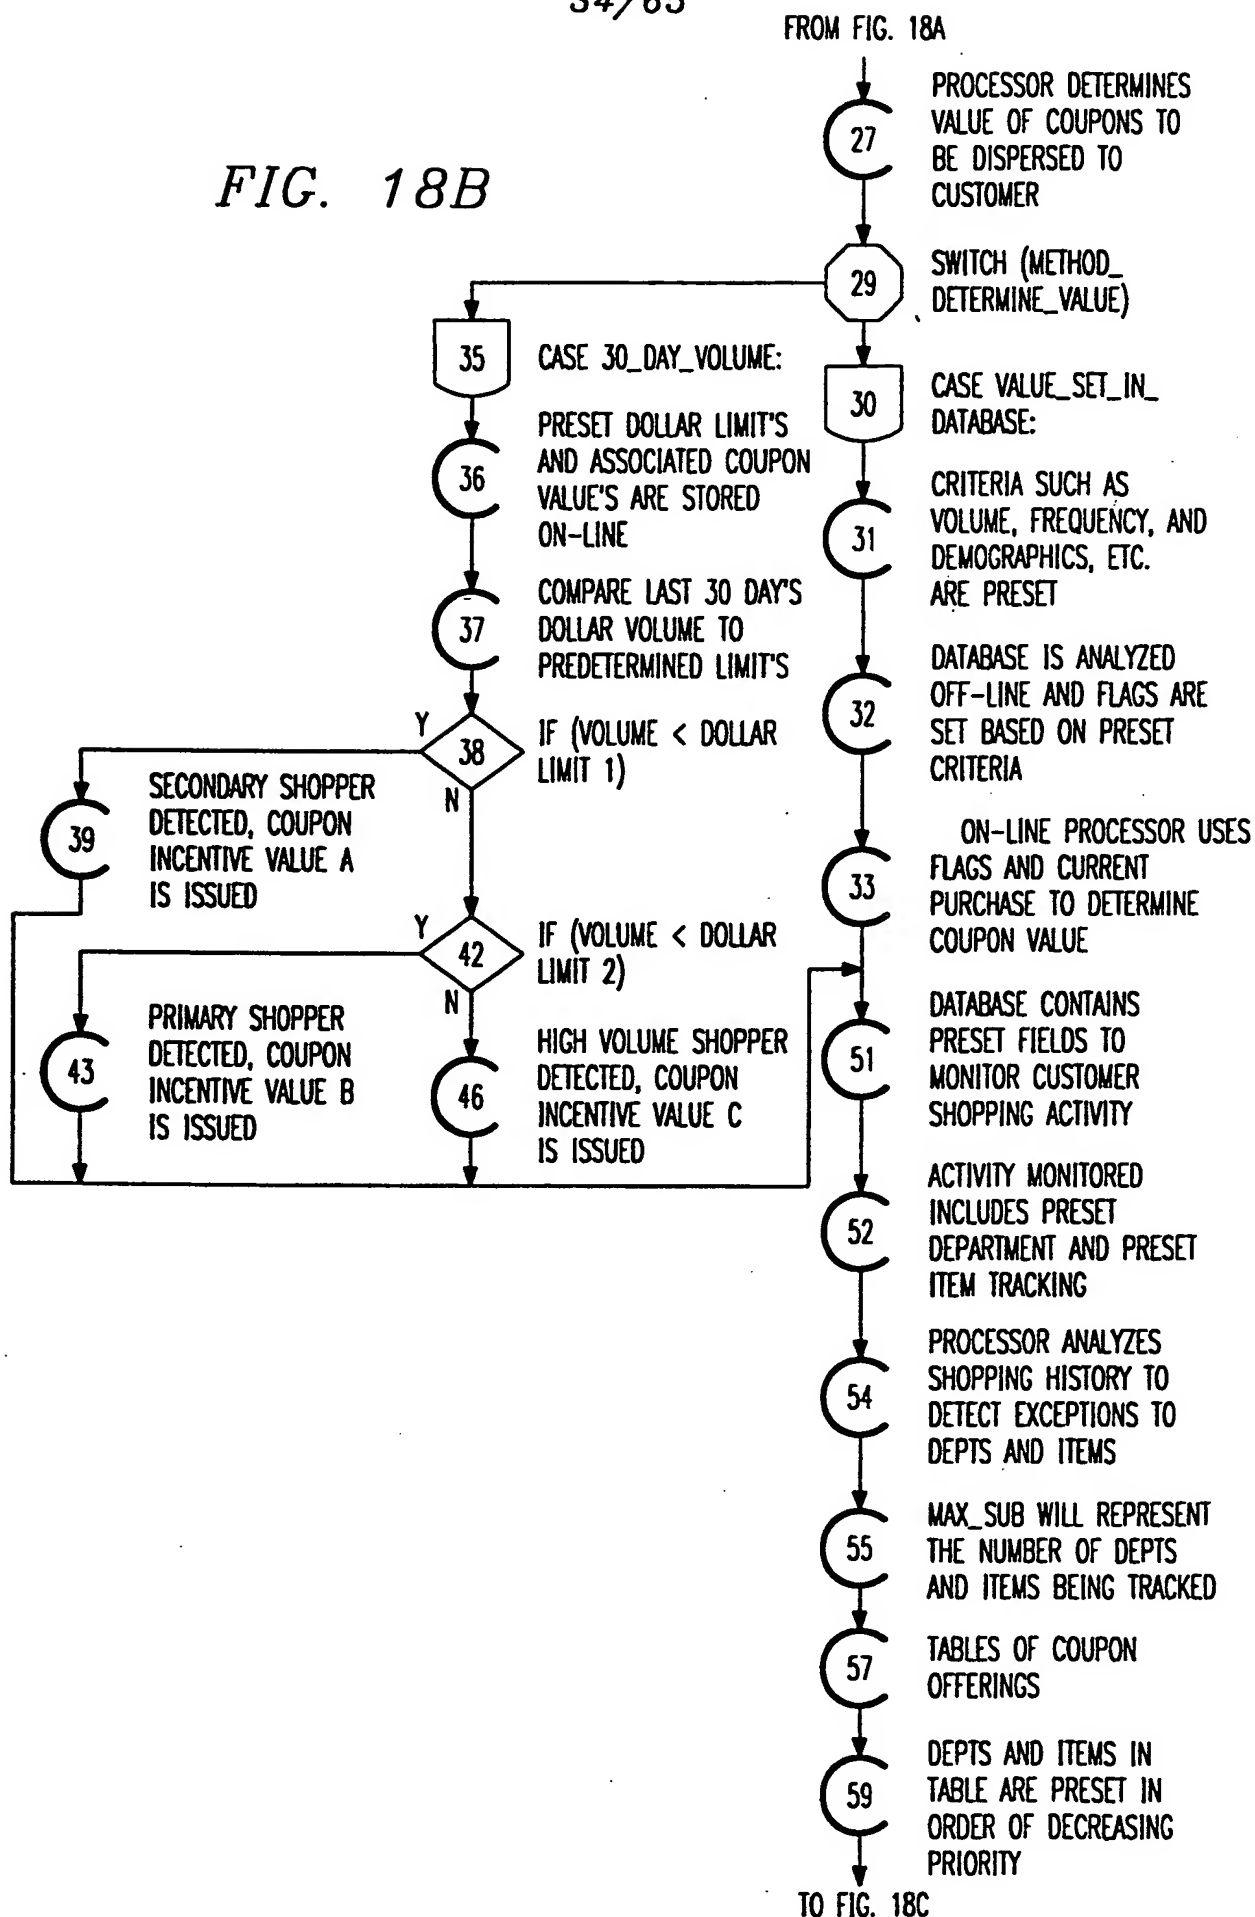 34/65
FROM FIG. 18A
FIG. 18B
27
PROCESSOR DETERMINES
VALUE OF COUPONS TO
BE DISPERSED TO
CUSTOMER
29
SWITCH (METHOD_
DETERMINE_VALUE)
35
CASE 30_DAY_VOLUME:
30
CASE VALUE_SET_IN_
DATABASE:
36
PRESET DOLLAR LIMIT'S
AND ASSOCIATED COUPON
VALUE'S ARE STORED
ON-LINE
31
CRITERIA SUCH AS
VOLUME, FREQUENCY, AND
DEMOGRAPHICS, ETC.
ARE PRESET
37
COMPARE LAST 30 DAY'S
DOLLAR VOLUME TO
PREDETERMINED LIMIT'S
32
DATABASE IS ANALYZED
OFF-LINE AND FLAGS ARE
SET BASED ON PRESET
CRITERIA
Y
38
N
IF (VOLUME < DOLLAR
LIMIT 1)
39
SECONDARY SHOPPER
DETECTED, COUPON
INCENTIVE VALUE A
IS ISSUED
33
ON-LINE PROCESSOR USES
FLAGS AND CURRENT
PURCHASE TO DETERMINE
COUPON VALUE
Y
42
N
IF (VOLUME < DOLLAR
LIMIT 2)
43
PRIMARY SHOPPER
DETECTED, COUPON
INCENTIVE VALUE B
IS ISSUED
46
HIGH VOLUME SHOPPER
DETECTED, COUPON
INCENTIVE VALUE C
IS ISSUED
51
DATABASE CONTAINS
PRESET FIELDS TO
MONITOR CUSTOMER
SHOPPING ACTIVITY
52
ACTIVITY MONITORED
INCLUDES PRESET
DEPARTMENT AND PRESET
ITEM TRACKING
54
PROCESSOR ANALYZES
SHOPPING HISTORY TO
DETECT EXCEPTIONS TO
DEPTS AND ITEMS
55
MAX_SUB WILL REPRESENT
THE NUMBER OF DEPTS
AND ITEMS BEING TRACKED
57
TABLES OF COUPON
OFFERINGS
59
DEPTS AND ITEMS IN
TABLE ARE PRESET IN
ORDER OF DECREASING
PRIORITY
TO FIG. 18C